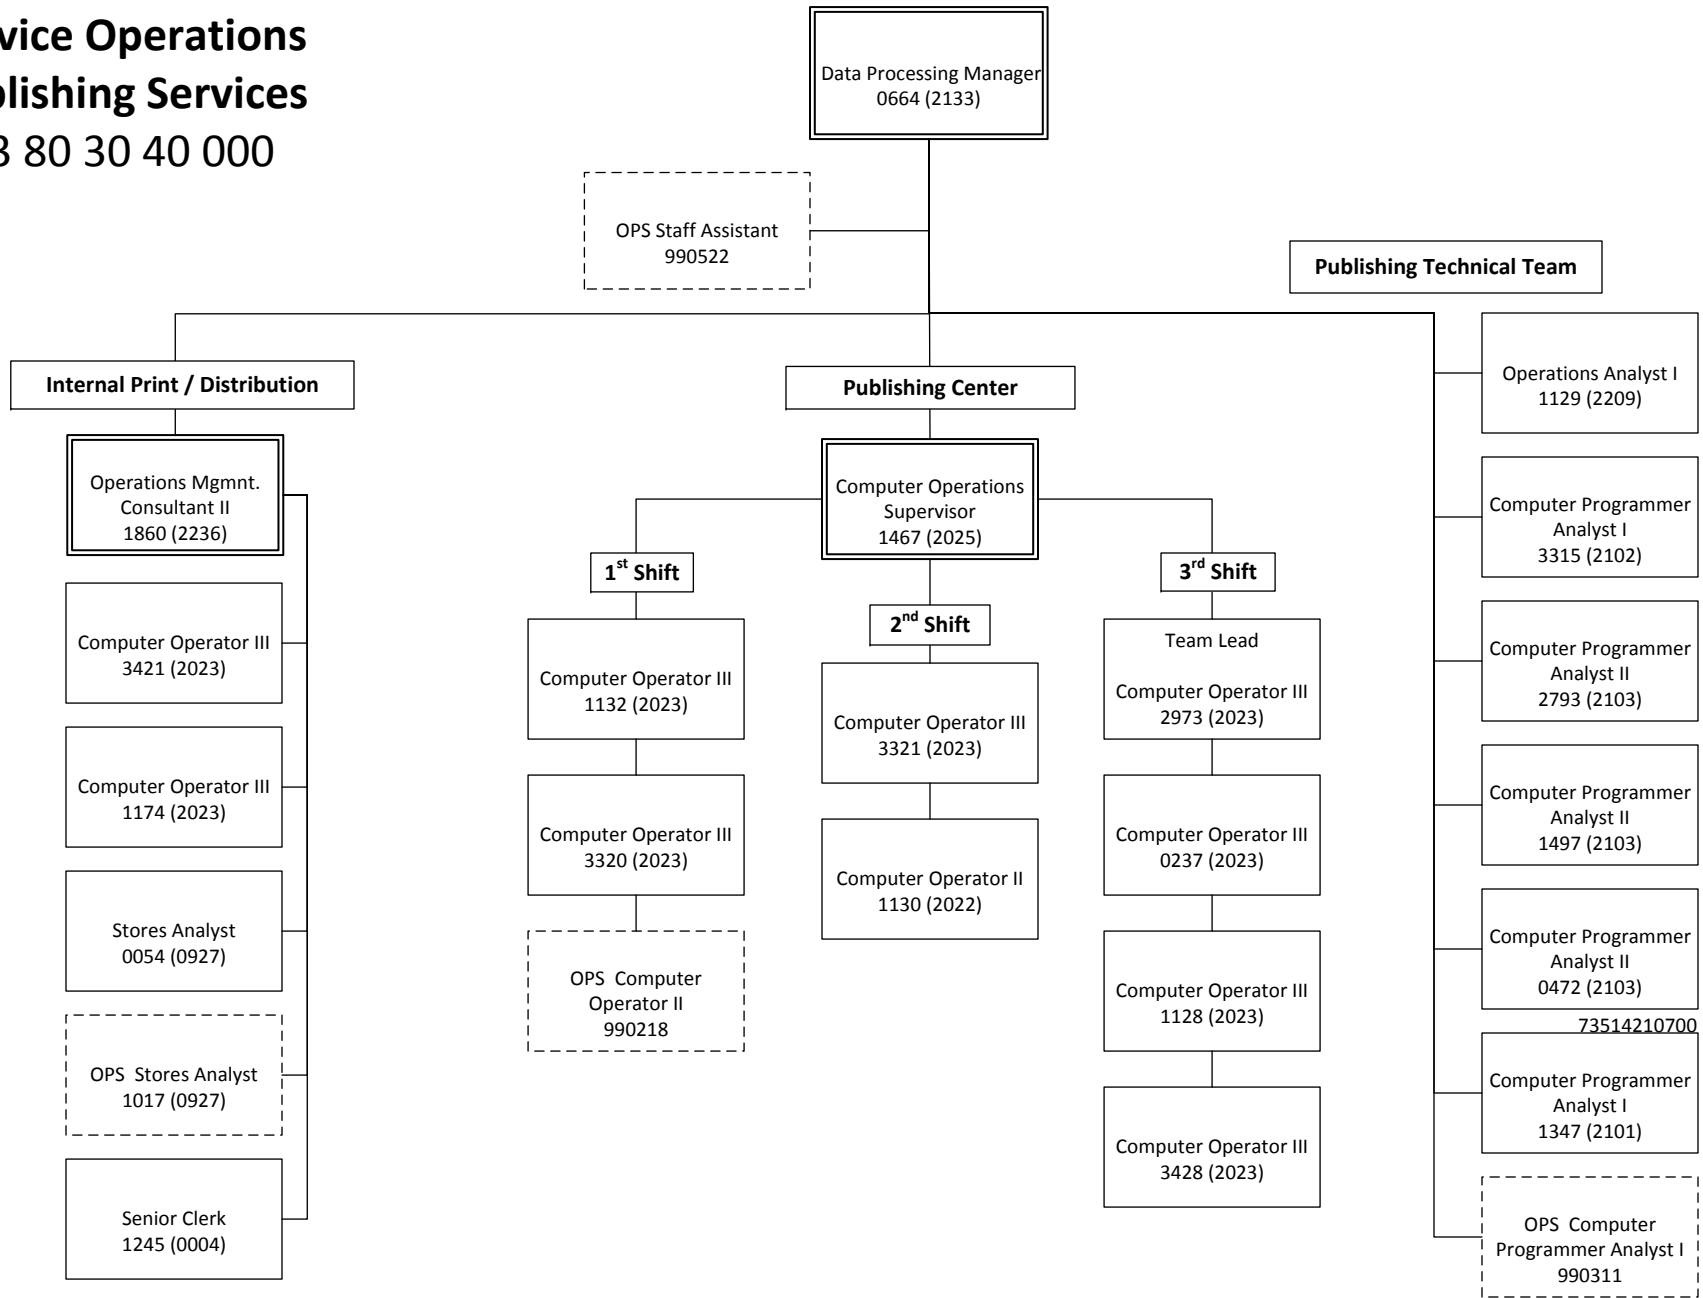 vice Operations
blishing Services
3 80 30 40 000
Data Processing Manager
0664 (2133)
OPS Staff Assistant
990522
Publishing Technical Team
Internal Print / Distribution
Operations Mgmnt.
Consultant II
1860 (2236)
Computer Operator III
3421 (2023)
Computer Operator III
1174 (2023)
Stores Analyst
0054 (0927)
OPS Stores Analyst
1017 (0927)
Senior Clerk
1245 (0004)
Publishing Center
Computer Operations
Supervisor
1467 (2025)
1st Shift
Computer Operator III
1132 (2023)
Computer Operator III
3320 (2023)
OPS Computer
Operator II
990218
2nd Shift
Computer Operator III
3321 (2023)
Computer Operator II
1130 (2022)
3rd Shift
Team Lead
Computer Operator III
2973 (2023)
Computer Operator III
0237 (2023)
Computer Operator III
1128 (2023)
Computer Operator III
3428 (2023)
Operations Analyst I
1129 (2209)
Computer Programmer
Analyst I
3315 (2102)
Computer Programmer
Analyst II
2793 (2103)
Computer Programmer
Analyst II
1497 (2103)
Computer Programmer
Analyst II
0472 (2103)
73514210700
Computer Programmer
Analyst I
1347 (2101)
OPS Computer
Programmer Analyst I
990311